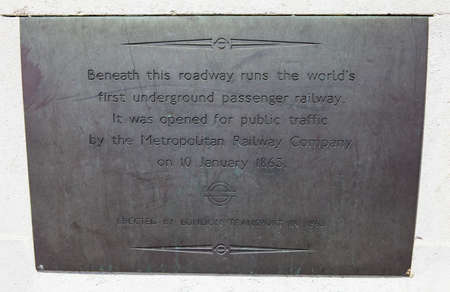 Beneath this roadway runs the world's
first underground passenger railway.
It was opened for public traffic
by the Metropolitan Railway Company
on 10 January 1863.
ERECTED BY LONDON TRANSPORT IN